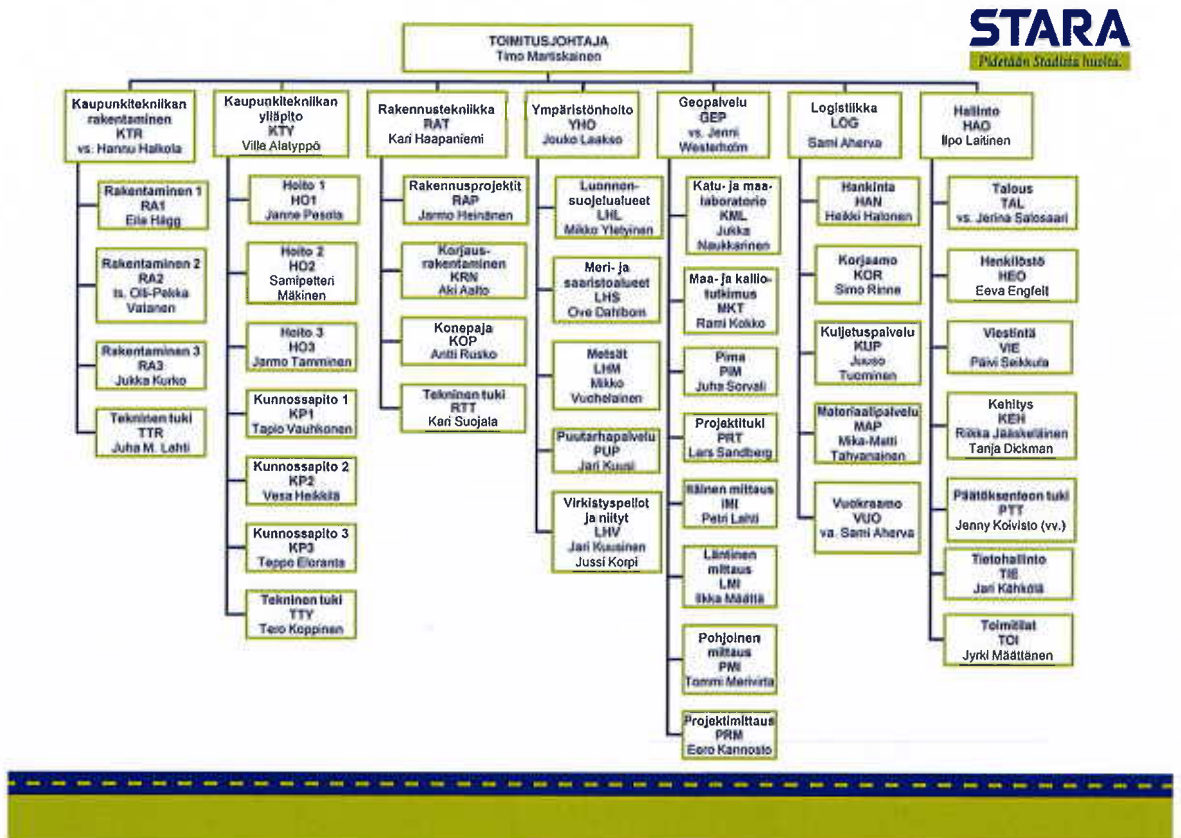 STARA
Pidetään Stadista huolta.
TOIMITUSJOHTAJA
Timo Martiskainen
Kaupunkitekniikan
rakentaminen
KTR
vs. Hannu Halkola
Rakentaminen 1
RA1
Eila Hägg
Rakentaminen 2
RA2
ts. Olli-Pekka
Valanen
Rakentaminen 3
RA3
Jukka Kurko
Tekninen tuki
TTR
Juha M. Lahti
Kaupunkitekniikan
ylläpito
KTY
Ville Alatyppö
Hoito 1
HO1
Janne Pesola
Hoito 2
HO2
Samipetteri
Mäkinen
Hoito 3
HO3
Jarmo Tamminen
Kunnossapito 1
KP1
Tapio Vauhkonen
Kunnossapito 2
KP2
Vesa Heikkilä
Kunnossapito 3
KP3
Teppo Eloranta
Tekninen tuki
TTY
Tero Koppinen
Rakennustekniikka
RAT
Kari Haapaniemi
Rakennusprojektit
RAP
Jarmo Heinänen
Korjaus-
rakentaminen
KRN
Aki Aalto
Konepaja
KOP
Antti Rusko
Tekninen tuki
RTT
Kari Suojala
Ympäristönhoito
YHO
Jouko Laakso
Luonnon-
suojelualueet
LHL
Mikko Yletyinen
Meri- ja
saaristoalueet
LHS
Ove Dahlbom
Metsät
LHM
Mikko
Vuohelainen
Puutarhapalvelu
PUP
Jari Kuusi
Virkistyspellot
ja niityt
LHV
Jari Kuusinen
Jussi Korpi
Geopalvelu
GEP
vs. Jenni
Westerholm
Katu- ja maa-
laboratorio
KML
Jukka
Naukkarinen
Maa- ja kallio-
tutkimus
MKT
Rami Kokko
Pima
PIM
Juha Sorvali
Projektituki
PRT
Lars Sandberg
Itäinen mittaus
IMI
Petri Lahti
Läntinen
mittaus
LMI
Ilkka Määttä
Pohjoinen
mittaus
PMI
Tommi Merivirta
Projektimittaus
PRM
Eero Kannosto
Logistiikka
LOG
Sami Aherva
Hankinta
HAN
Heikki Halonen
Korjaamo
KOR
Simo Rinne
Kuljetuspalvelu
KUP
Juuso
Tuominen
Materiaalipalvelu
MAP
Mika-Matti
Tahvanainen
Vuokraamo
VUO
va. Sami Aherva
Hallinto
HAO
Ilpo Laitinen
Talous
TAL
vs. Jerina Salosaari
Henkilöstö
HEO
Eeva Engfelt
Viestintä
VIE
Päivi Seikkula
Kehitys
KEH
Riikka Jääskeläinen
Tanja Dickman
Päätöksenteon tuki
PTT
Jenny Koivisto (vv.)
Tietohallinto
TIE
Jari Kähkölä
Toimitilat
TOI
Jyrki Määttänen